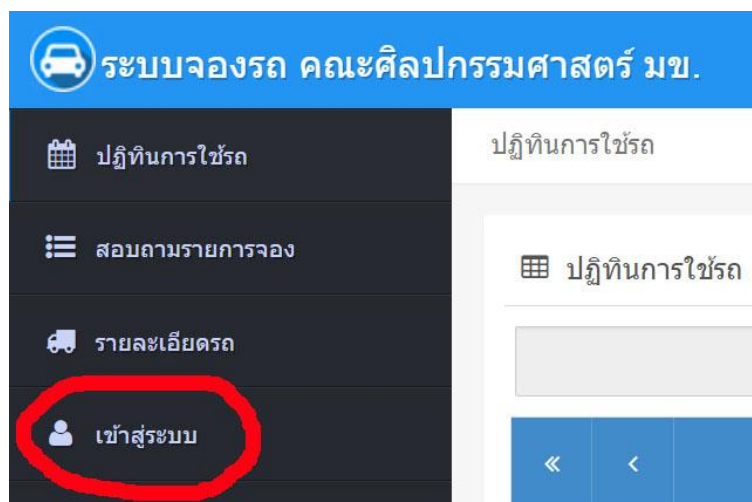 ระบบจองรถ คณะศิลปกรรมศาสตร์ มข.
ปฏิทินการใช้รถ
สอบถามรายการจอง
รายละเอียดรถ
เข้าสู่ระบบ
ปฏิทินการใช้รถ
ปฏิทินการใช้รถ
« ‹